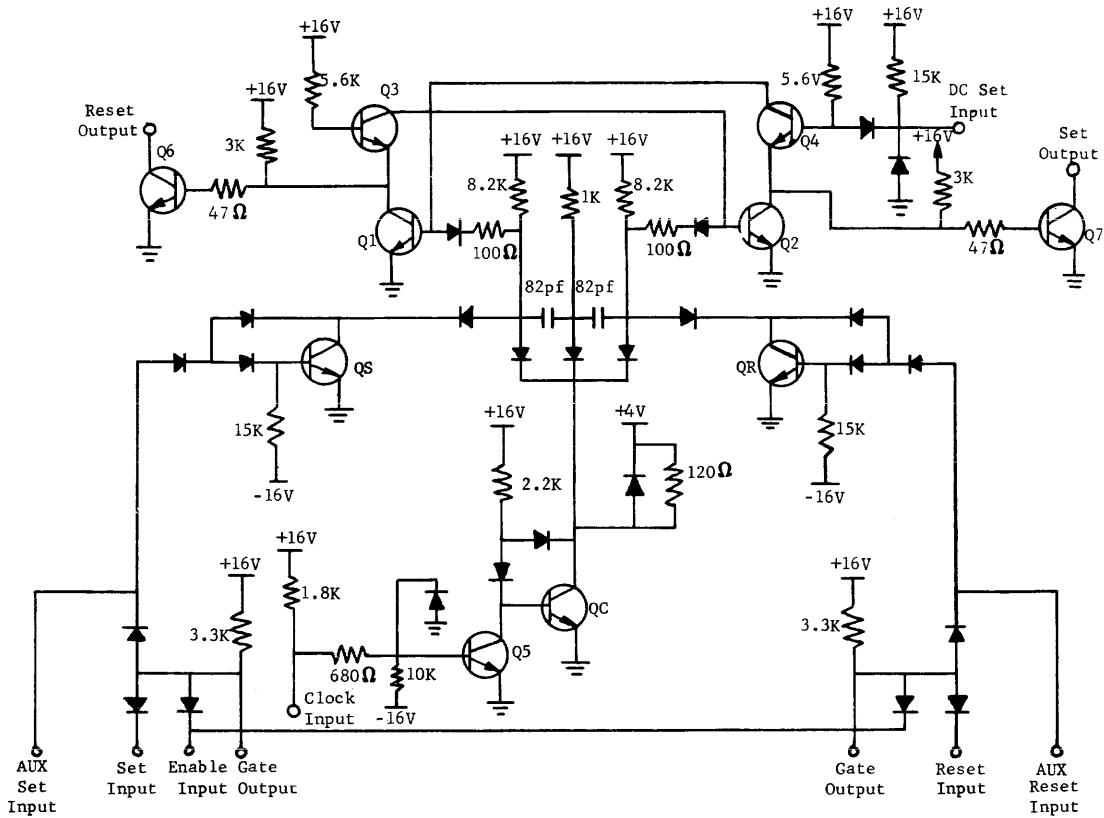 +16V
+16V
+16V
5.6K
5.6V
15K
Q3
+16V
DC Set
Input
Reset
Output
Q4
+16V
+16V
+16V
+16V
Set
Output
Q6
3K
8.2K
1K
8.2K
3K
47Ω
Q1
100Ω
100Ω
Q2
47Ω
Q7
82pf
82pf
QS
QR
15K
+16V
+4V
15K
-16V
2.2K
120Ω
-16V
+16V
+16V
+16V
1.8K
QC
3.3K
3.3K
Q5
680Ω
10K
Clock
Input
-16V
AUX
Set
Input
Set
Input
Enable
Input
Gate
Output
Gate
Output
Reset
Input
AUX
Reset
Input